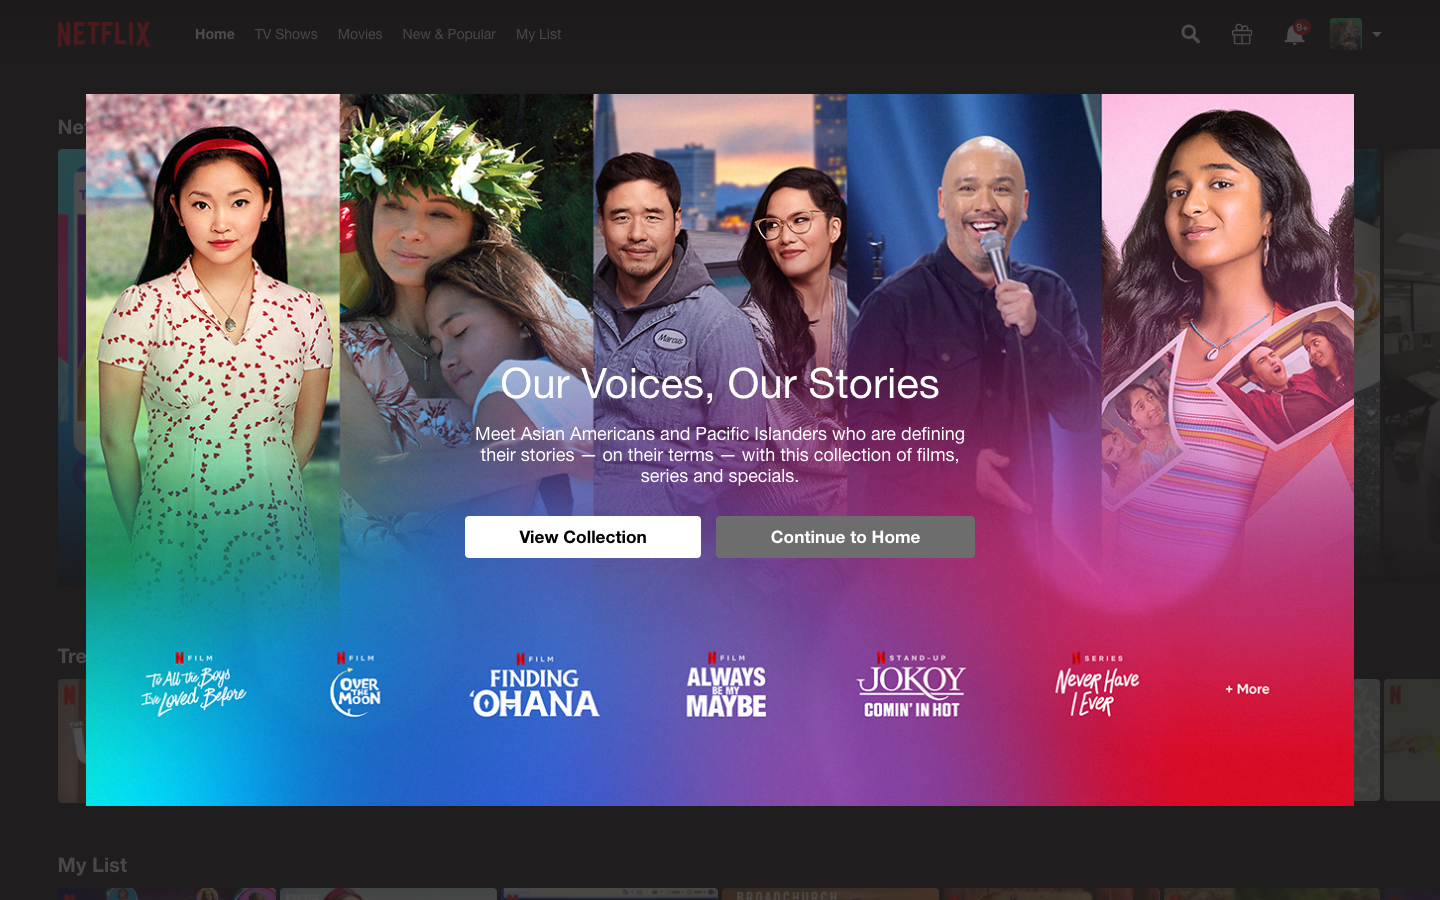 NETFLIX
Home TV Shows Movies New & Popular My List
9+
Marcus
Our Voices, Our Stories
Meet Asian Americans and Pacific Islanders who are defining
their stories — on their terms — with this collection of films,
series and specials.
View Collection Continue to Home
N FILM
To All the Boys
I've Loved Before
N FILM
OVER
THE
MOON
N FILM
FINDING
'OHANA
N FILM
ALWAYS
BE MY
MAYBE
N STAND-UP
JOKOY
COMIN' IN HOT
N SERIES
Never Have
I Ever
+ More
My List
BROADCHURCH